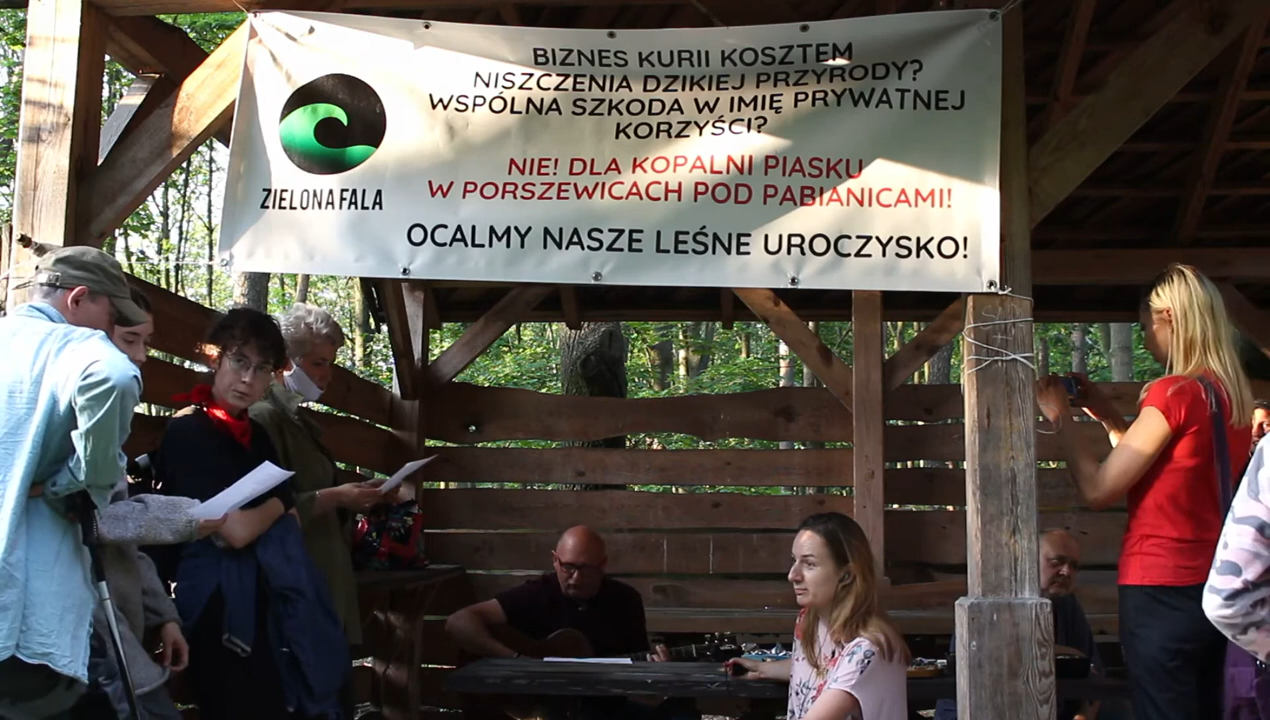 BIZNES KURII KOSZTEM
NISZCZENIA DZIKIEJ PRZYRODY?
WSPÓLNA SZKODA W IMIĘ PRYWATNEJ
KORZYŚCI?
NIE! DLA KOPALNI PIASKU
W PORSZEWICACH POD PABIANICAMI!
OCALMY NASZE LEŚNE UROCZYSKO!
ZIELONA FALA